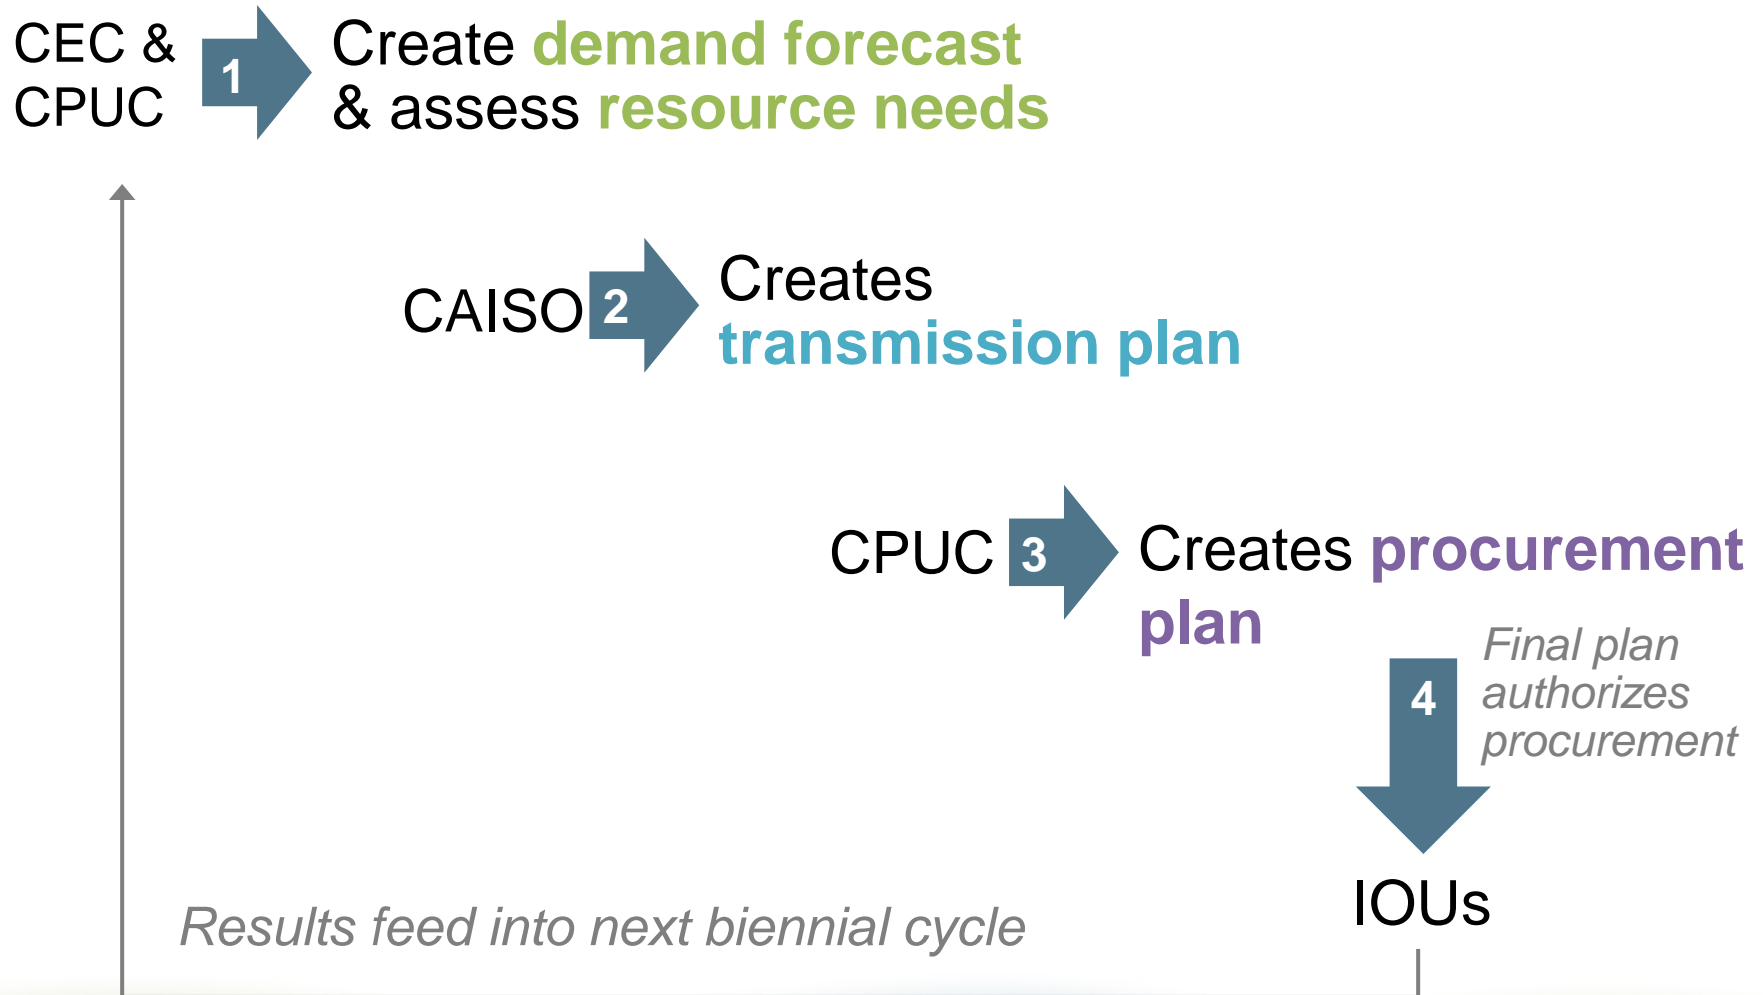 CEC &
CPUC
1
Create demand forecast
& assess resource needs
CAISO
2
Creates
transmission plan
CPUC
3
Creates procurement
plan
4
Final plan
authorizes
procurement
IOUs
Results feed into next biennial cycle